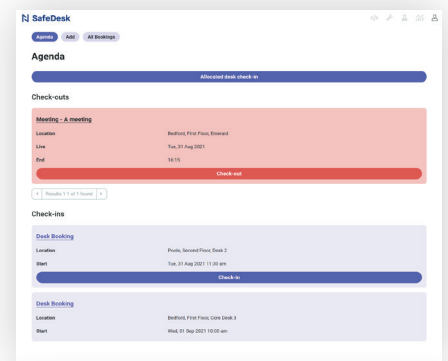 SafeDesk
Agenda Add All Bookings
Agenda
Allocated desk check-in
Check-outs
Meeting - A meeting
Location Bedford, First Floor, Emerald
Live Tue, 31 Aug 2021
End 16:15
Check-out
Results 1-1 of 1 found
Check-ins
Desk Booking
Location Poole, Second Floor, Desk 2
Start Tue, 31 Aug 2021 11:30 am
Check-in
Desk Booking
Location Bedford, First Floor, Core Desk 3
Start Wed, 01 Sep 2021 10:00 am